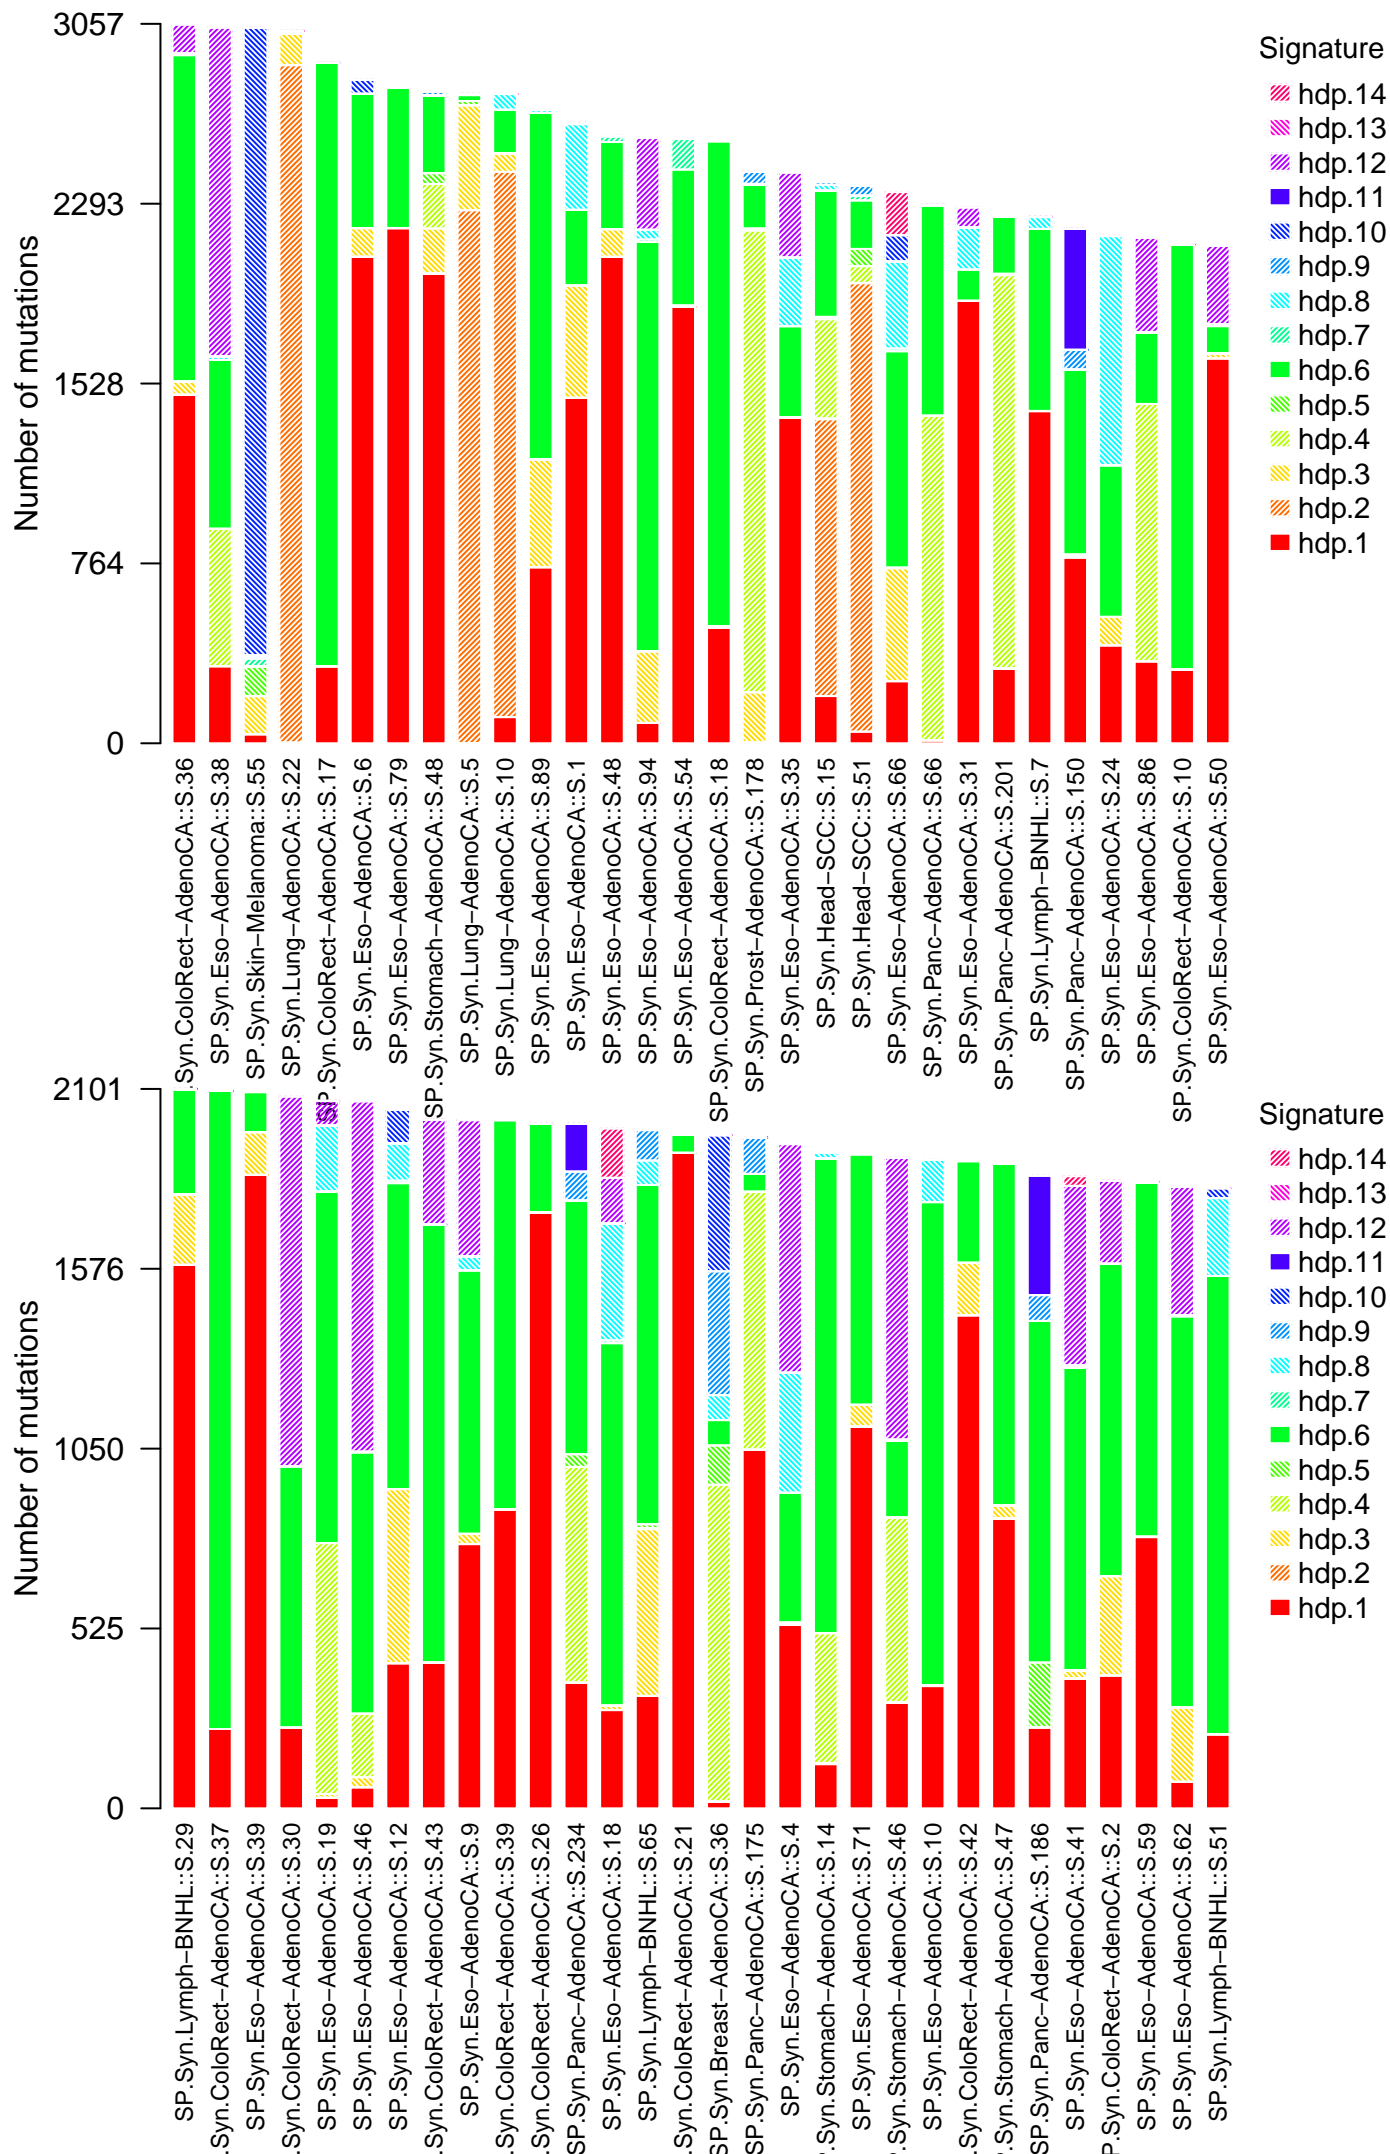 Number of mutations
3057
2293
1528
764
0
Signature
hdp.14
hdp.13
hdp.12
hdp.11
hdp.10
hdp.9
hdp.8
hdp.7
hdp.6
hdp.5
hdp.4
hdp.3
hdp.2
hdp.1
.Syn.ColoRect−AdenoCA::S.36
SP.Syn.Eso−AdenoCA::S.38
SP.Syn.Skin−Melanoma::S.55
SP.Syn.Lung−AdenoCA::S.22
SP.Syn.ColoRect−AdenoCA::S.17
SP.Syn.Eso−AdenoCA::S.6
SP.Syn.Eso−AdenoCA::S.79
SP.Syn.Stomach−AdenoCA::S.48
SP.Syn.Lung−AdenoCA::S.5
SP.Syn.Lung−AdenoCA::S.10
SP.Syn.Eso−AdenoCA::S.89
SP.Syn.Eso−AdenoCA::S.1
SP.Syn.Eso−AdenoCA::S.48
SP.Syn.Eso−AdenoCA::S.94
SP.Syn.Eso−AdenoCA::S.54
SP.Syn.ColoRect−AdenoCA::S.18
SP.Syn.Prost−AdenoCA::S.178
SP.Syn.Eso−AdenoCA::S.35
SP.Syn.Head−SCC::S.15
SP.Syn.Head−SCC::S.51
SP.Syn.Eso−AdenoCA::S.66
SP.Syn.Panc−AdenoCA::S.66
SP.Syn.Eso−AdenoCA::S.31
SP.Syn.Panc−AdenoCA::S.201
SP.Syn.Lymph−BNHL::S.7
SP.Syn.Panc−AdenoCA::S.150
SP.Syn.Eso−AdenoCA::S.24
SP.Syn.Eso−AdenoCA::S.86
SP.Syn.ColoRect−AdenoCA::S.10
SP.Syn.Eso−AdenoCA::S.50
Number of mutations
2101
1576
1050
525
0
Signature
hdp.14
hdp.13
hdp.12
hdp.11
hdp.10
hdp.9
hdp.8
hdp.7
hdp.6
hdp.5
hdp.4
hdp.3
hdp.2
hdp.1
SP.Syn.Lymph−BNHL::S.29
.Syn.ColoRect−AdenoCA::S.37
SP.Syn.Eso−AdenoCA::S.39
.Syn.ColoRect−AdenoCA::S.30
SP.Syn.Eso−AdenoCA::S.19
SP.Syn.Eso−AdenoCA::S.46
SP.Syn.Eso−AdenoCA::S.12
.Syn.ColoRect−AdenoCA::S.43
SP.Syn.Eso−AdenoCA::S.9
.Syn.ColoRect−AdenoCA::S.39
.Syn.ColoRect−AdenoCA::S.26
SP.Syn.Panc−AdenoCA::S.234
SP.Syn.Eso−AdenoCA::S.18
SP.Syn.Lymph−BNHL::S.65
.Syn.ColoRect−AdenoCA::S.21
SP.Syn.Breast−AdenoCA::S.36
SP.Syn.Panc−AdenoCA::S.175
SP.Syn.Eso−AdenoCA::S.4
P.Syn.Stomach−AdenoCA::S.14
SP.Syn.Eso−AdenoCA::S.71
P.Syn.Stomach−AdenoCA::S.46
SP.Syn.Eso−AdenoCA::S.10
.Syn.ColoRect−AdenoCA::S.42
P.Syn.Stomach−AdenoCA::S.47
SP.Syn.Panc−AdenoCA::S.186
SP.Syn.Eso−AdenoCA::S.41
P.Syn.ColoRect−AdenoCA::S.2
SP.Syn.Eso−AdenoCA::S.59
SP.Syn.Eso−AdenoCA::S.62
SP.Syn.Lymph−BNHL::S.51